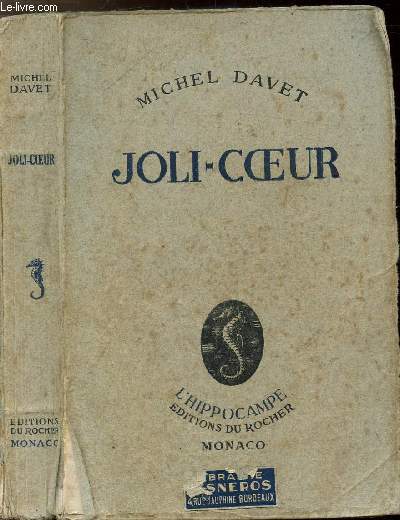 Le-livre.com
MICHEL
DAVET
JOLI-CŒUR
EDITIONS
DU ROCHER
MONACO
MICHEL DAVET
JOLI-CŒUR
L'HIPPOCAMPE
EDITIONS DU ROCHER
MONACO
DAUPHINE BORDEAUX